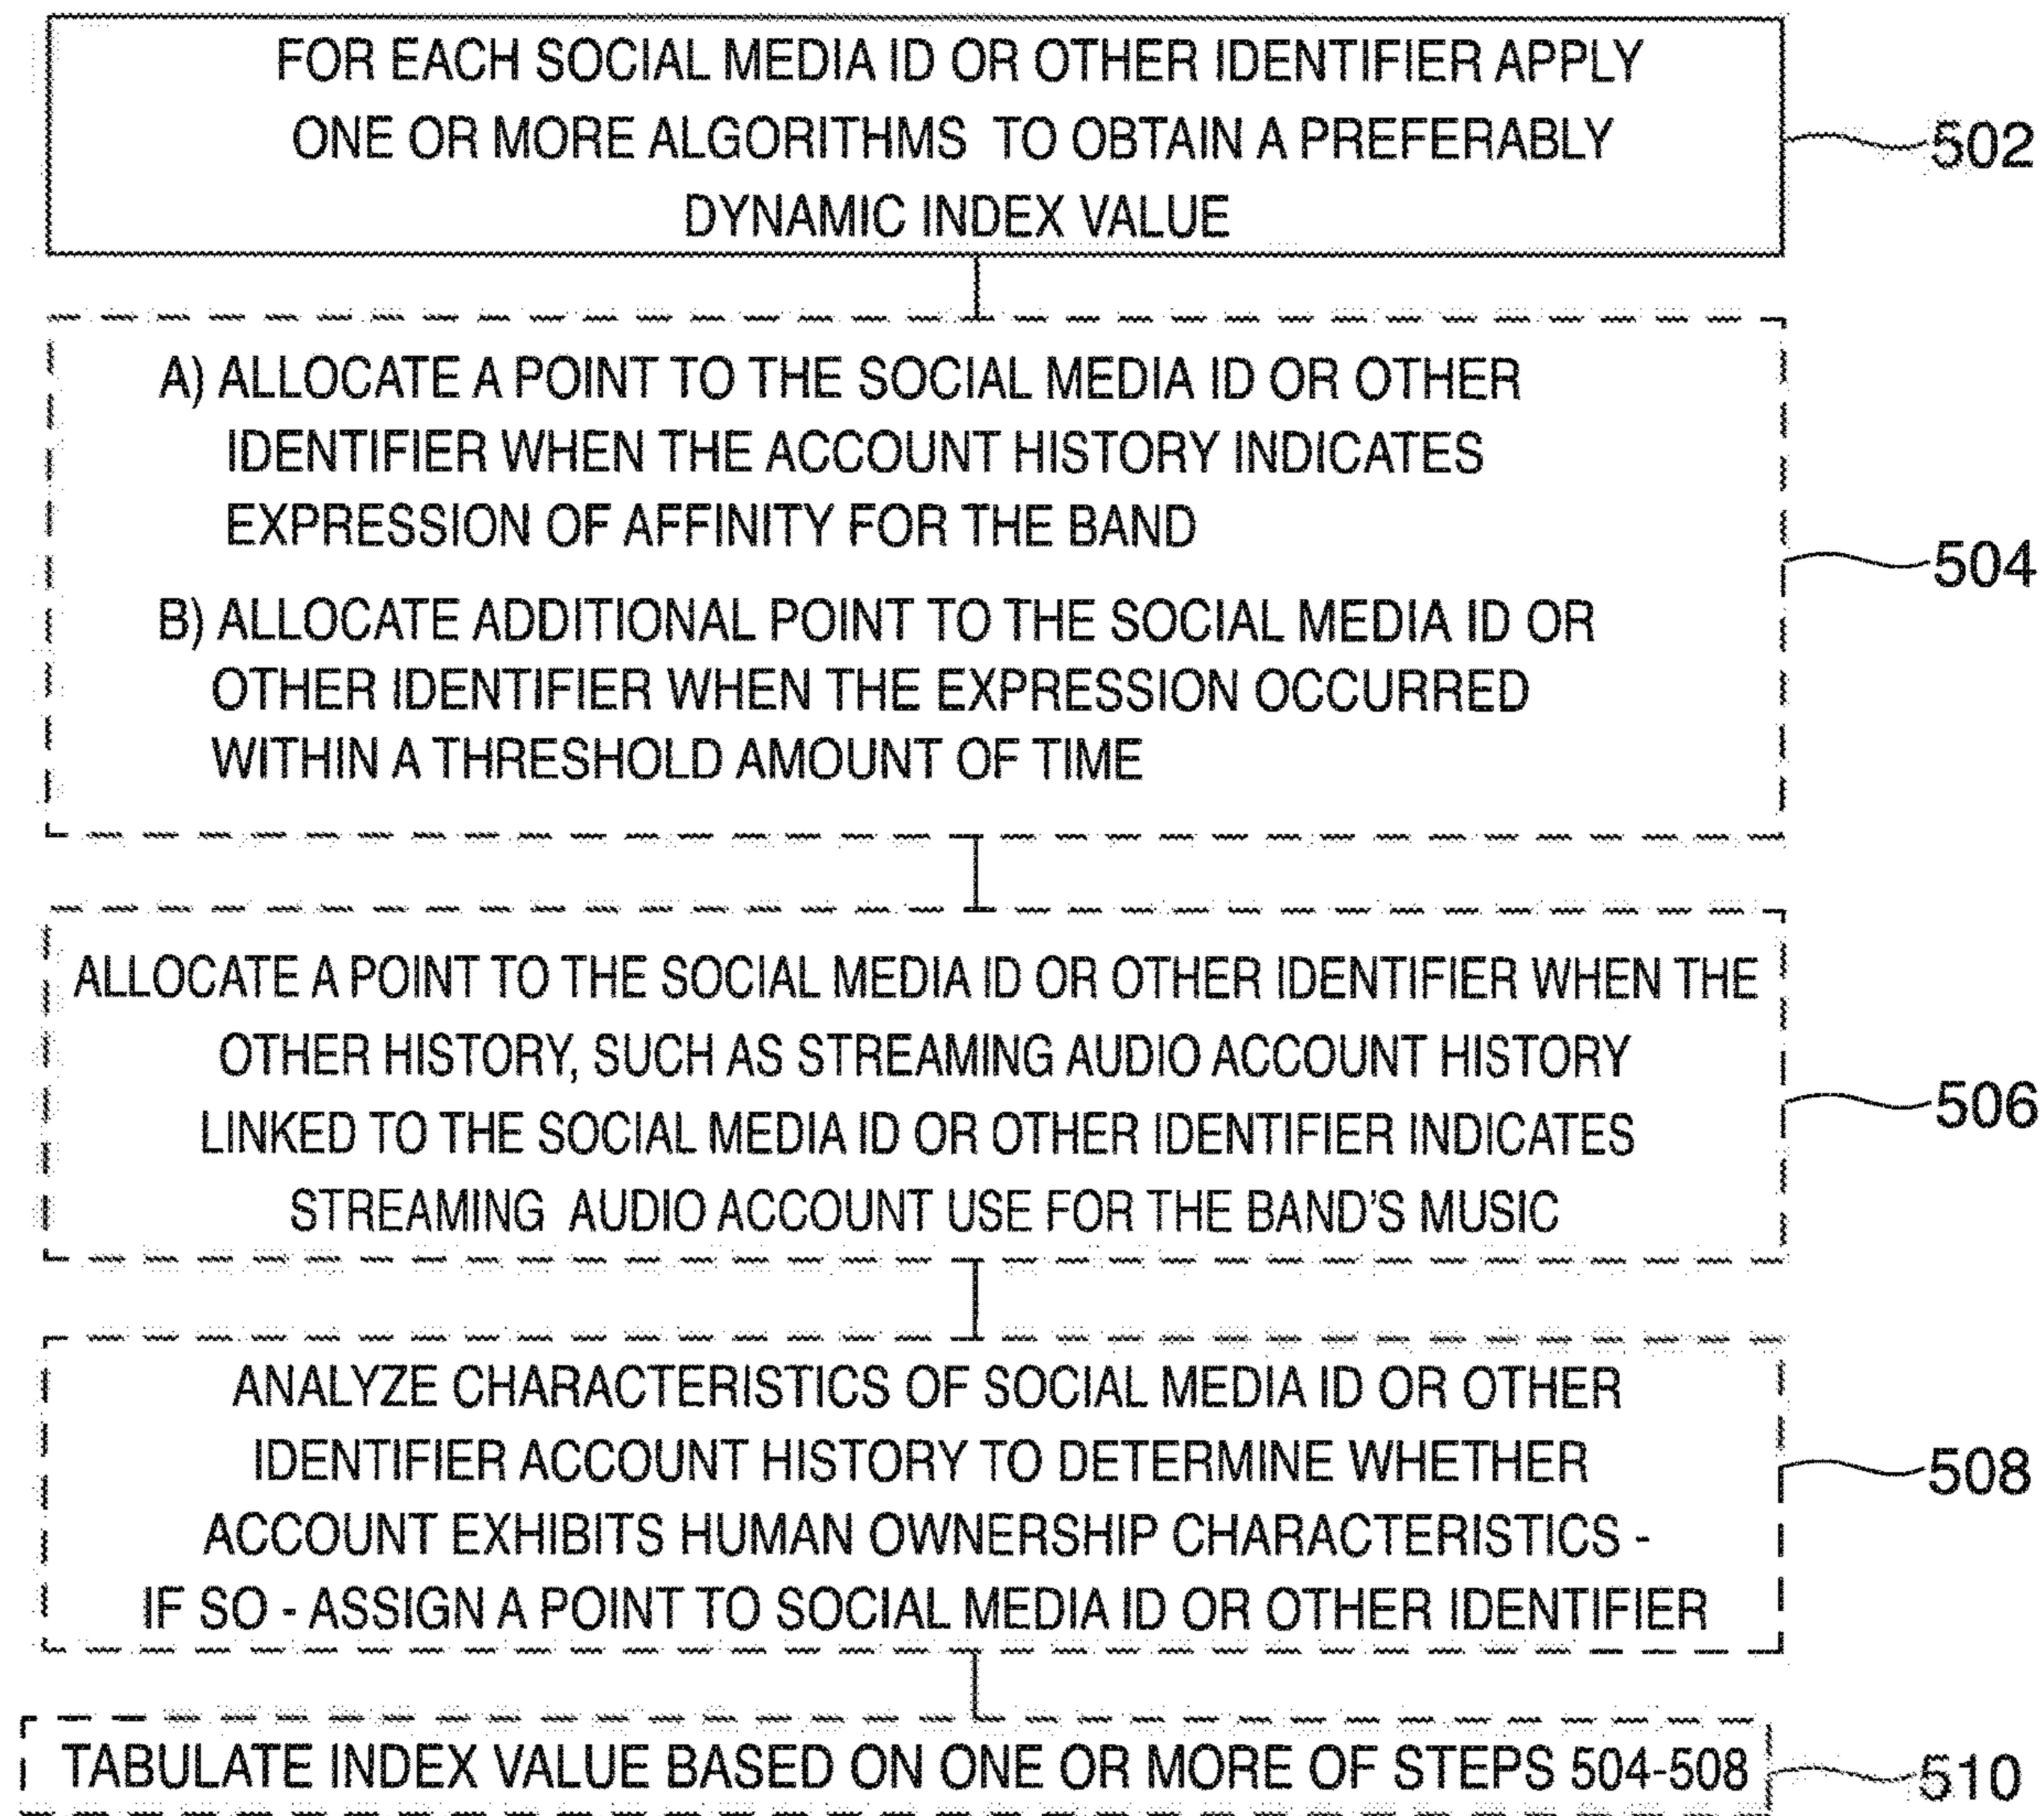 FOR EACH SOCIAL MEDIA ID OR OTHER IDENTIFIER APPLY
ONE OR MORE ALGORITHMS TO OBTAIN A PREFERABLY
DYNAMIC INDEX VALUE
502
A) ALLOCATE A POINT TO THE SOCIAL MEDIA ID OR OTHER
IDENTIFIER WHEN THE ACCOUNT HISTORY INDICATES
EXPRESSION OF AFFINITY FOR THE BAND
B) ALLOCATE ADDITIONAL POINT TO THE SOCIAL MEDIA ID OR
OTHER IDENTIFIER WHEN THE EXPRESSION OCCURRED
WITHIN A THRESHOLD AMOUNT OF TIME
504
ALLOCATE A POINT TO THE SOCIAL MEDIA ID OR OTHER IDENTIFIER WHEN THE
OTHER HISTORY, SUCH AS STREAMING AUDIO ACCOUNT HISTORY
LINKED TO THE SOCIAL MEDIA ID OR OTHER IDENTIFIER INDICATES
STREAMING AUDIO ACCOUNT USE FOR THE BAND'S MUSIC
506
ANALYZE CHARACTERISTICS OF SOCIAL MEDIA ID OR OTHER
IDENTIFIER ACCOUNT HISTORY TO DETERMINE WHETHER
ACCOUNT EXHIBITS HUMAN OWNERSHIP CHARACTERISTICS -
IF SO - ASSIGN A POINT TO SOCIAL MEDIA ID OR OTHER IDENTIFIER
508
TABULATE INDEX VALUE BASED ON ONE OR MORE OF STEPS 504-508
510